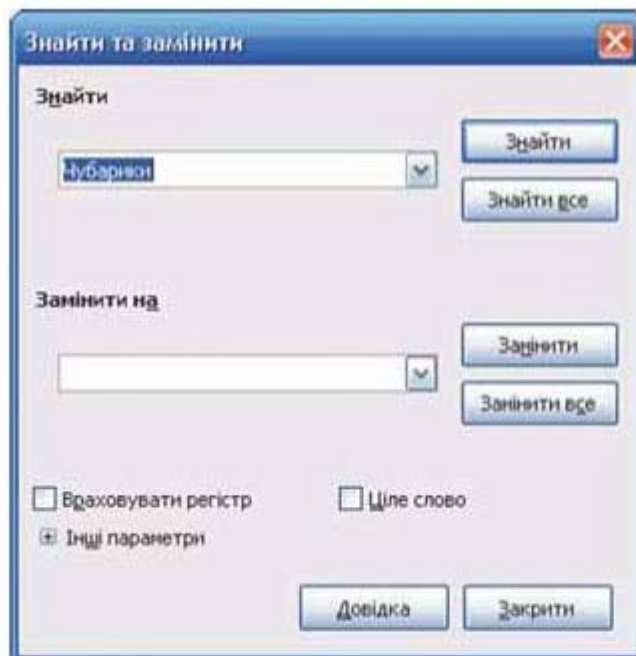 Знайти та замінити
Знайти
Чубарики
Знайти
Знайти все
Замінити на
Замінити
Замінити все
Враховувати регістр
Ціле слово
Інші параметри
Довідка
Закрити